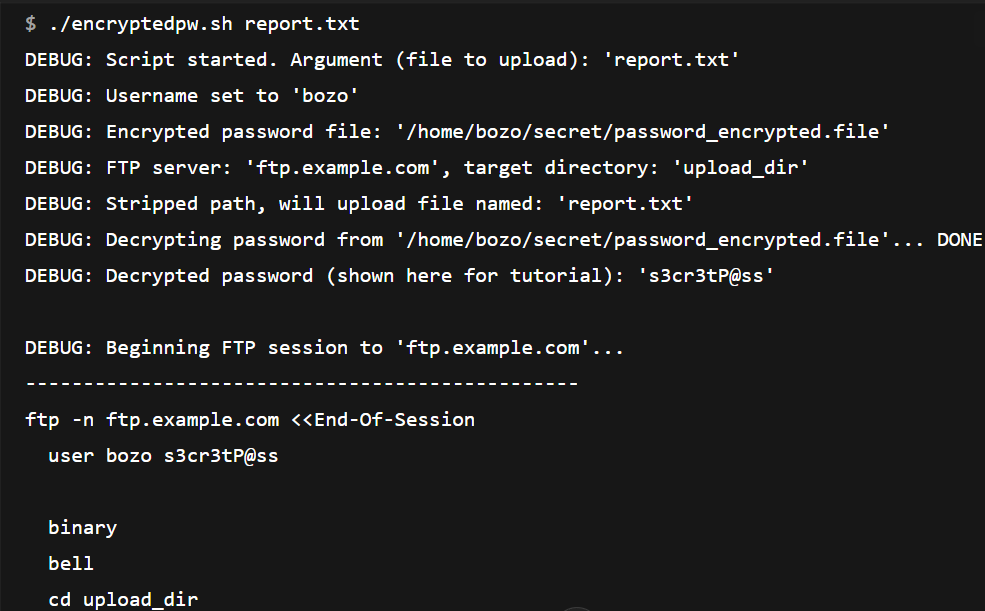 $ ./encryptedpw.sh report.txt
DEBUG: Script started. Argument (file to upload): 'report.txt'
DEBUG: Username set to 'bozo'
DEBUG: Encrypted password file: '/home/bozo/secret/password_encrypted.file'
DEBUG: FTP server: 'ftp.example.com', target directory: 'upload_dir'
DEBUG: Stripped path, will upload file named: 'report.txt'
DEBUG: Decrypting password from '/home/bozo/secret/password_encrypted.file'... DONE
DEBUG: Decrypted password (shown here for tutorial): 's3cr3tP@ss'
DEBUG: Beginning FTP session to 'ftp.example.com'...
------------------------------------------------
ftp -n ftp.example.com <<End-Of-Session
user bozo s3cr3tP@ss
binary
bell
cd upload_dir